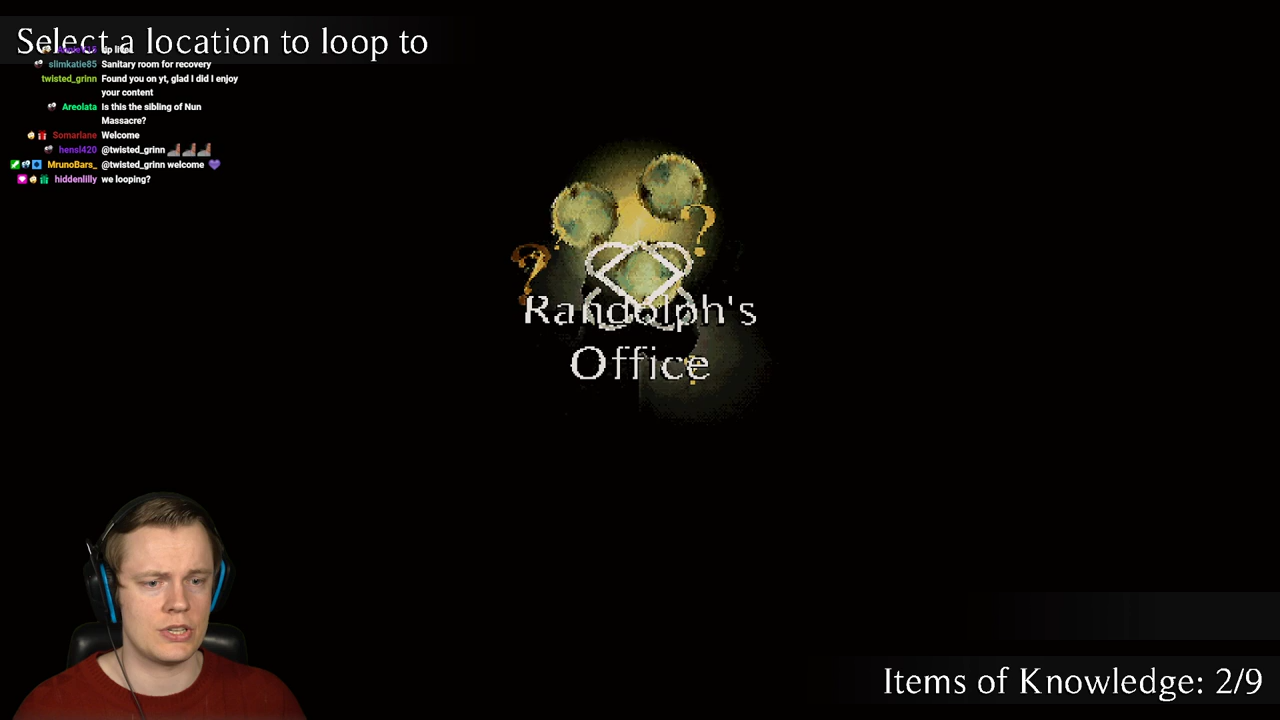 Select a location to loop to
Up life
slimkatie85 Sanitary room for recovery
twisted_grinn Found you on yt, glad I did I enjoy
your content
Areolata Is this the sibling of Nun
Massacre?
Somarlane Welcome
hensl420 @twisted_grinn
MrunoBars_ @twisted_grinn welcome
hiddenlilly we looping?
?
?
Randolph's
Office
Items of Knowledge: 2/9